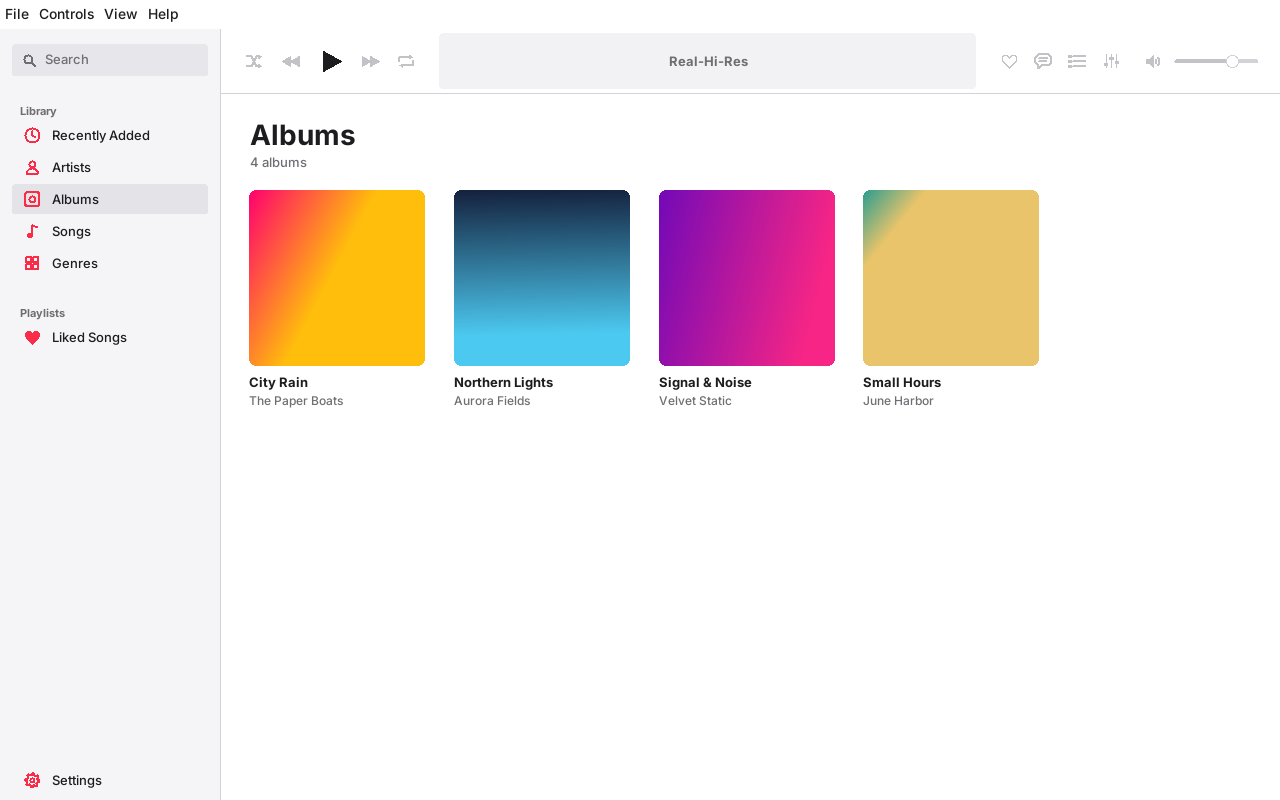 File Controls View Help
Search
Real-Hi-Res
Library
Recently Added
Artists
Albums
Songs
Genres
Playlists
Liked Songs
Settings
Albums
4 albums
City Rain
The Paper Boats
Northern Lights
Aurora Fields
Signal & Noise
Velvet Static
Small Hours
June Harbor